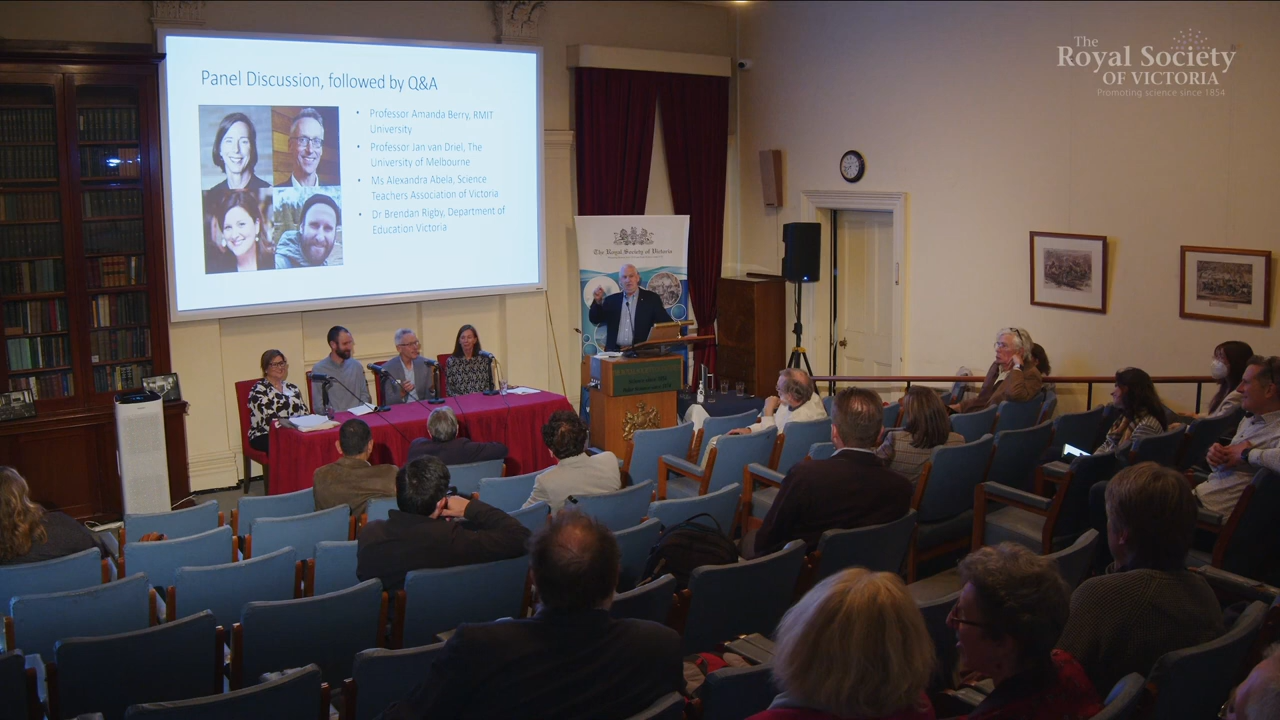 Panel Discussion, followed by Q&A
• Professor Amanda Berry, RMIT
University
• Professor Jan van Driel, The
University of Melbourne
• Ms Alexandra Abela, Science
Teachers Association of Victoria
• Dr Brendan Rigby, Department of
Education Victoria
The
Royal Society
OF VICTORIA
Promoting science since 1854
The Royal Society of Victoria